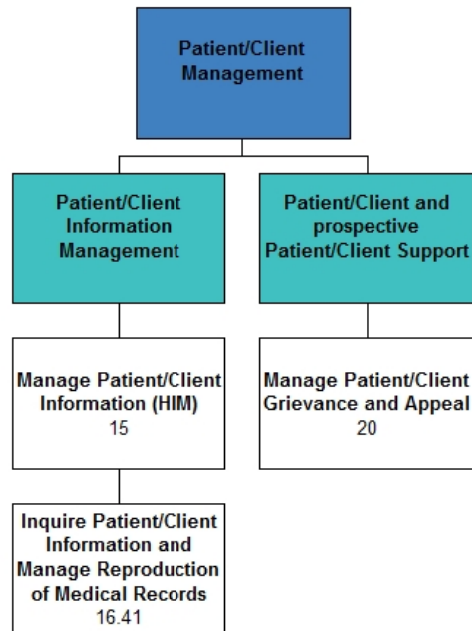 Patient/Client
Management
Patient/Client
Information
Management
Patient/Client and
prospective
Patient/Client Support
Manage Patient/Client
Information (HIM)
15
Manage Patient/Client
Grievance and Appeal
20
Inquire Patient/Client
Information and
Manage Reproduction
of Medical Records
16.41